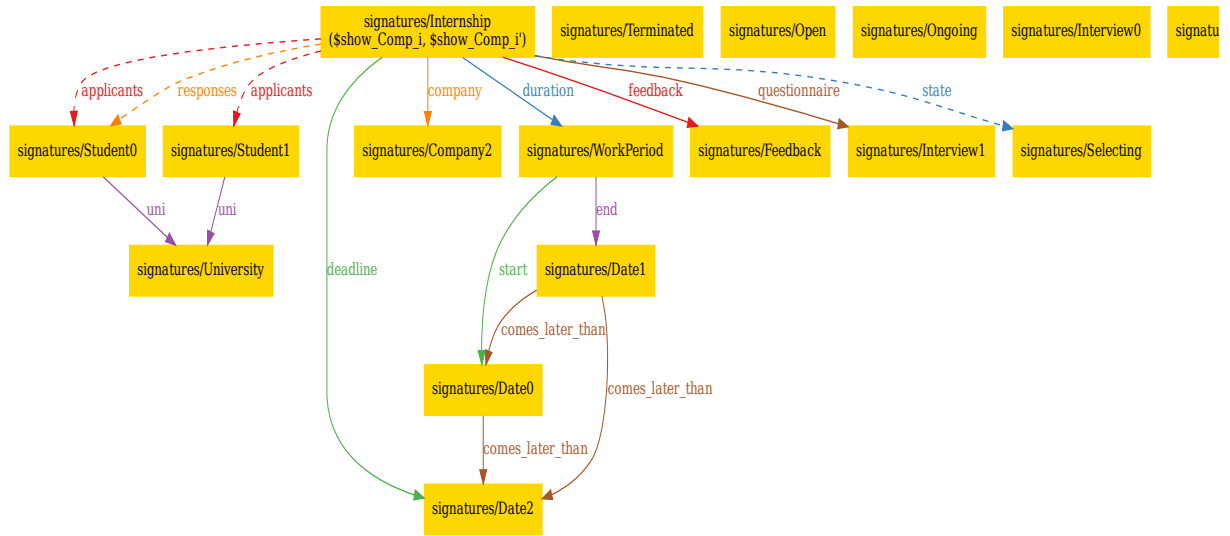 signatures/Internship
($show_Comp_i, $show_Comp_i')
signatures/Terminated
signatures/Open
signatures/Ongoing
signatures/Interview0
applicants
responses
applicants
company
duration
feedback
questionnaire
state
signatures/Student0
signatures/Student1
signatures/Company2
signatures/WorkPeriod
signatures/Feedback
signatures/Interview1
signatures/Selecting
uni
uni
end
signatures/University
deadline
start
signatures/Date1
comes_later_than
signatures/Date0
comes_later_than
comes_later_than
signatures/Date2